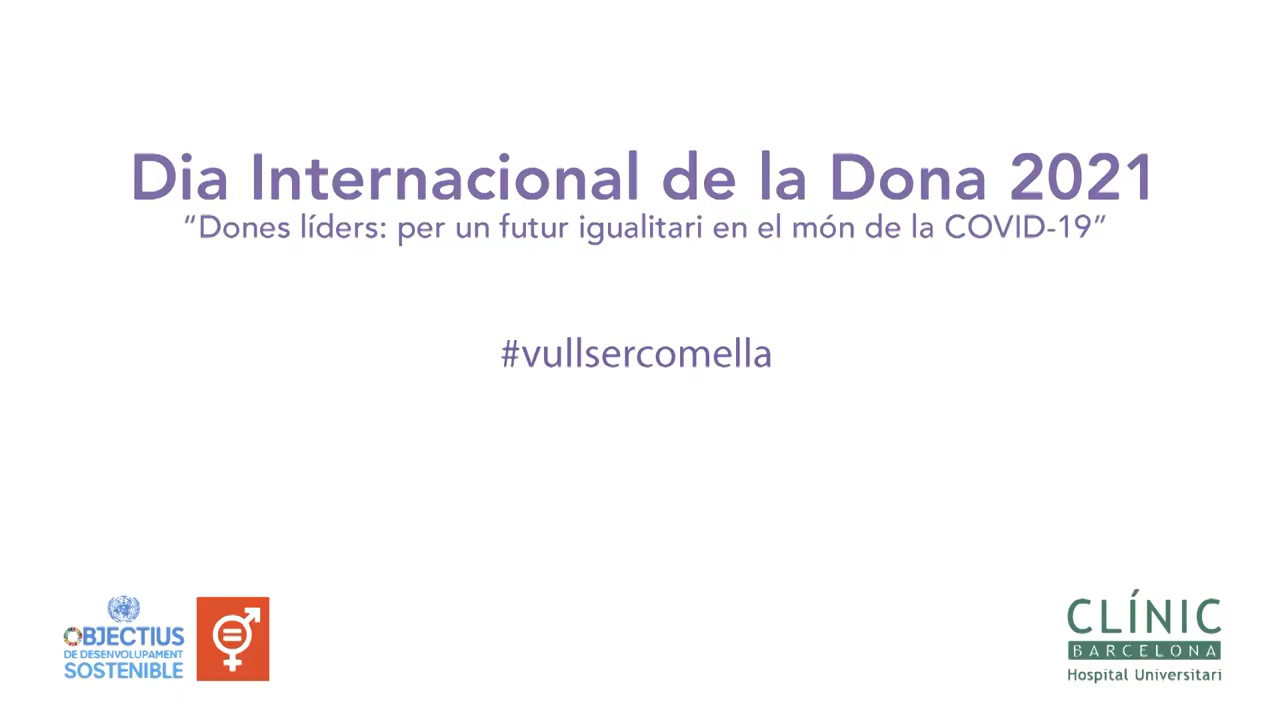 Dia Internacional de la Dona 2021
“Dones líders: per un futur igualitari en el món de la COVID-19”
#vullsercomella
OBJECTIUS
DE DESENVOLUPAMENT
SOSTENIBLE
CLÍNIC
BARCELONA
Hospital Universitari